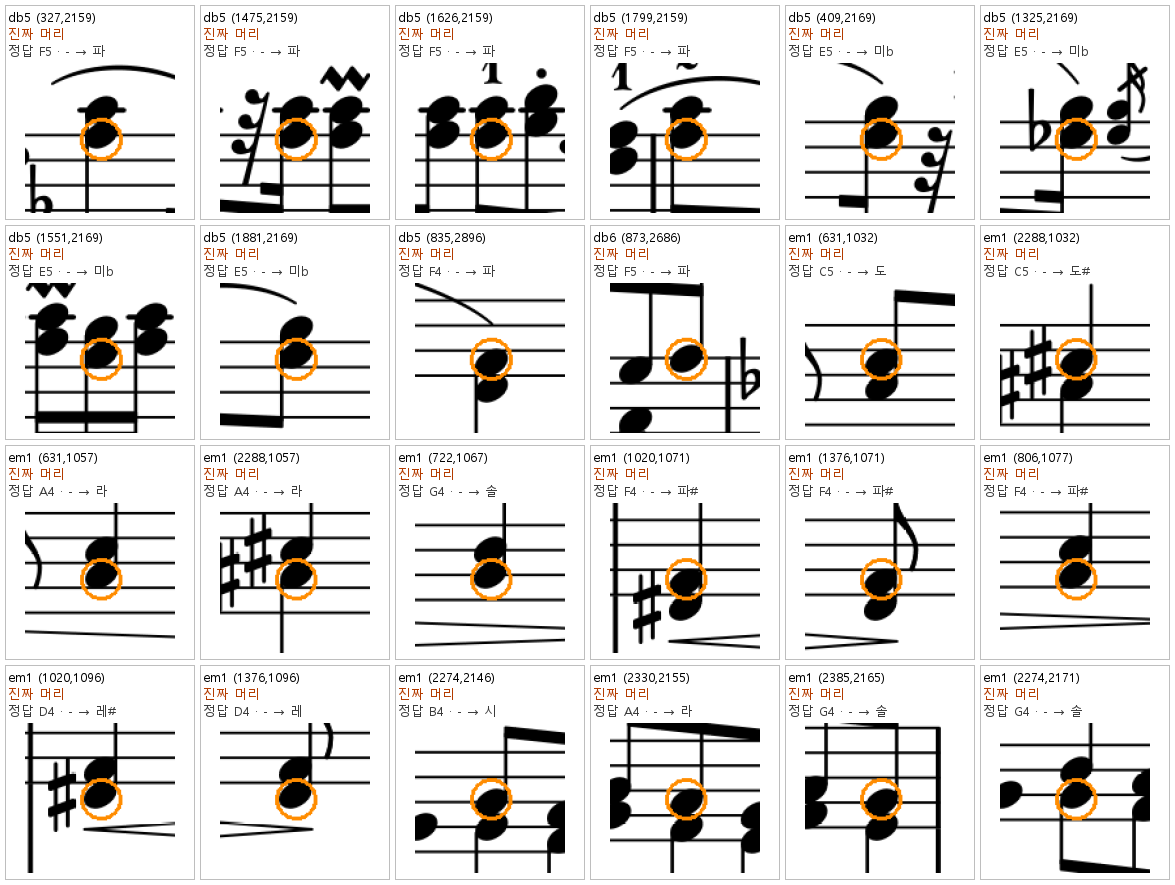 db5 (327,2159)
진짜 머리
정답 F5 · - → 파
db5 (1475,2159)
진짜 머리
정답 F5 · - → 파
db5 (1626,2159)
진짜 머리
정답 F5 · - → 파
1
db5 (1799,2159)
진짜 머리
정답 F5 · - → 파
1
db5 (409,2169)
진짜 머리
정답 E5 · - → 미b
db5 (1325,2169)
진짜 머리
정답 E5 · - → 미b
db5 (1551,2169)
진짜 머리
정답 E5 · - → 미b
db5 (1881,2169)
진짜 머리
정답 E5 · - → 미b
db5 (835,2896)
진짜 머리
정답 F4 · - → 파
db6 (873,2686)
진짜 머리
정답 F5 · - → 파
em1 (631,1032)
진짜 머리
정답 C5 · - → 도
em1 (2288,1032)
진짜 머리
정답 C5 · - → 도#
em1 (631,1057)
진짜 머리
정답 A4 · - → 라
em1 (2288,1057)
진짜 머리
정답 A4 · - → 라
em1 (722,1067)
진짜 머리
정답 G4 · - → 솔
em1 (1020,1071)
진짜 머리
정답 F4 · - → 파#
em1 (1376,1071)
진짜 머리
정답 F4 · - → 파#
em1 (806,1077)
진짜 머리
정답 F4 · - → 파#
em1 (1020,1096)
진짜 머리
정답 D4 · - → 레#
em1 (1376,1096)
진짜 머리
정답 D4 · - → 레
em1 (2274,2146)
진짜 머리
정답 B4 · - → 시
em1 (2330,2155)
진짜 머리
정답 A4 · - → 라
em1 (2385,2165)
진짜 머리
정답 G4 · - → 솔
em1 (2274,2171)
진짜 머리
정답 G4 · - → 솔